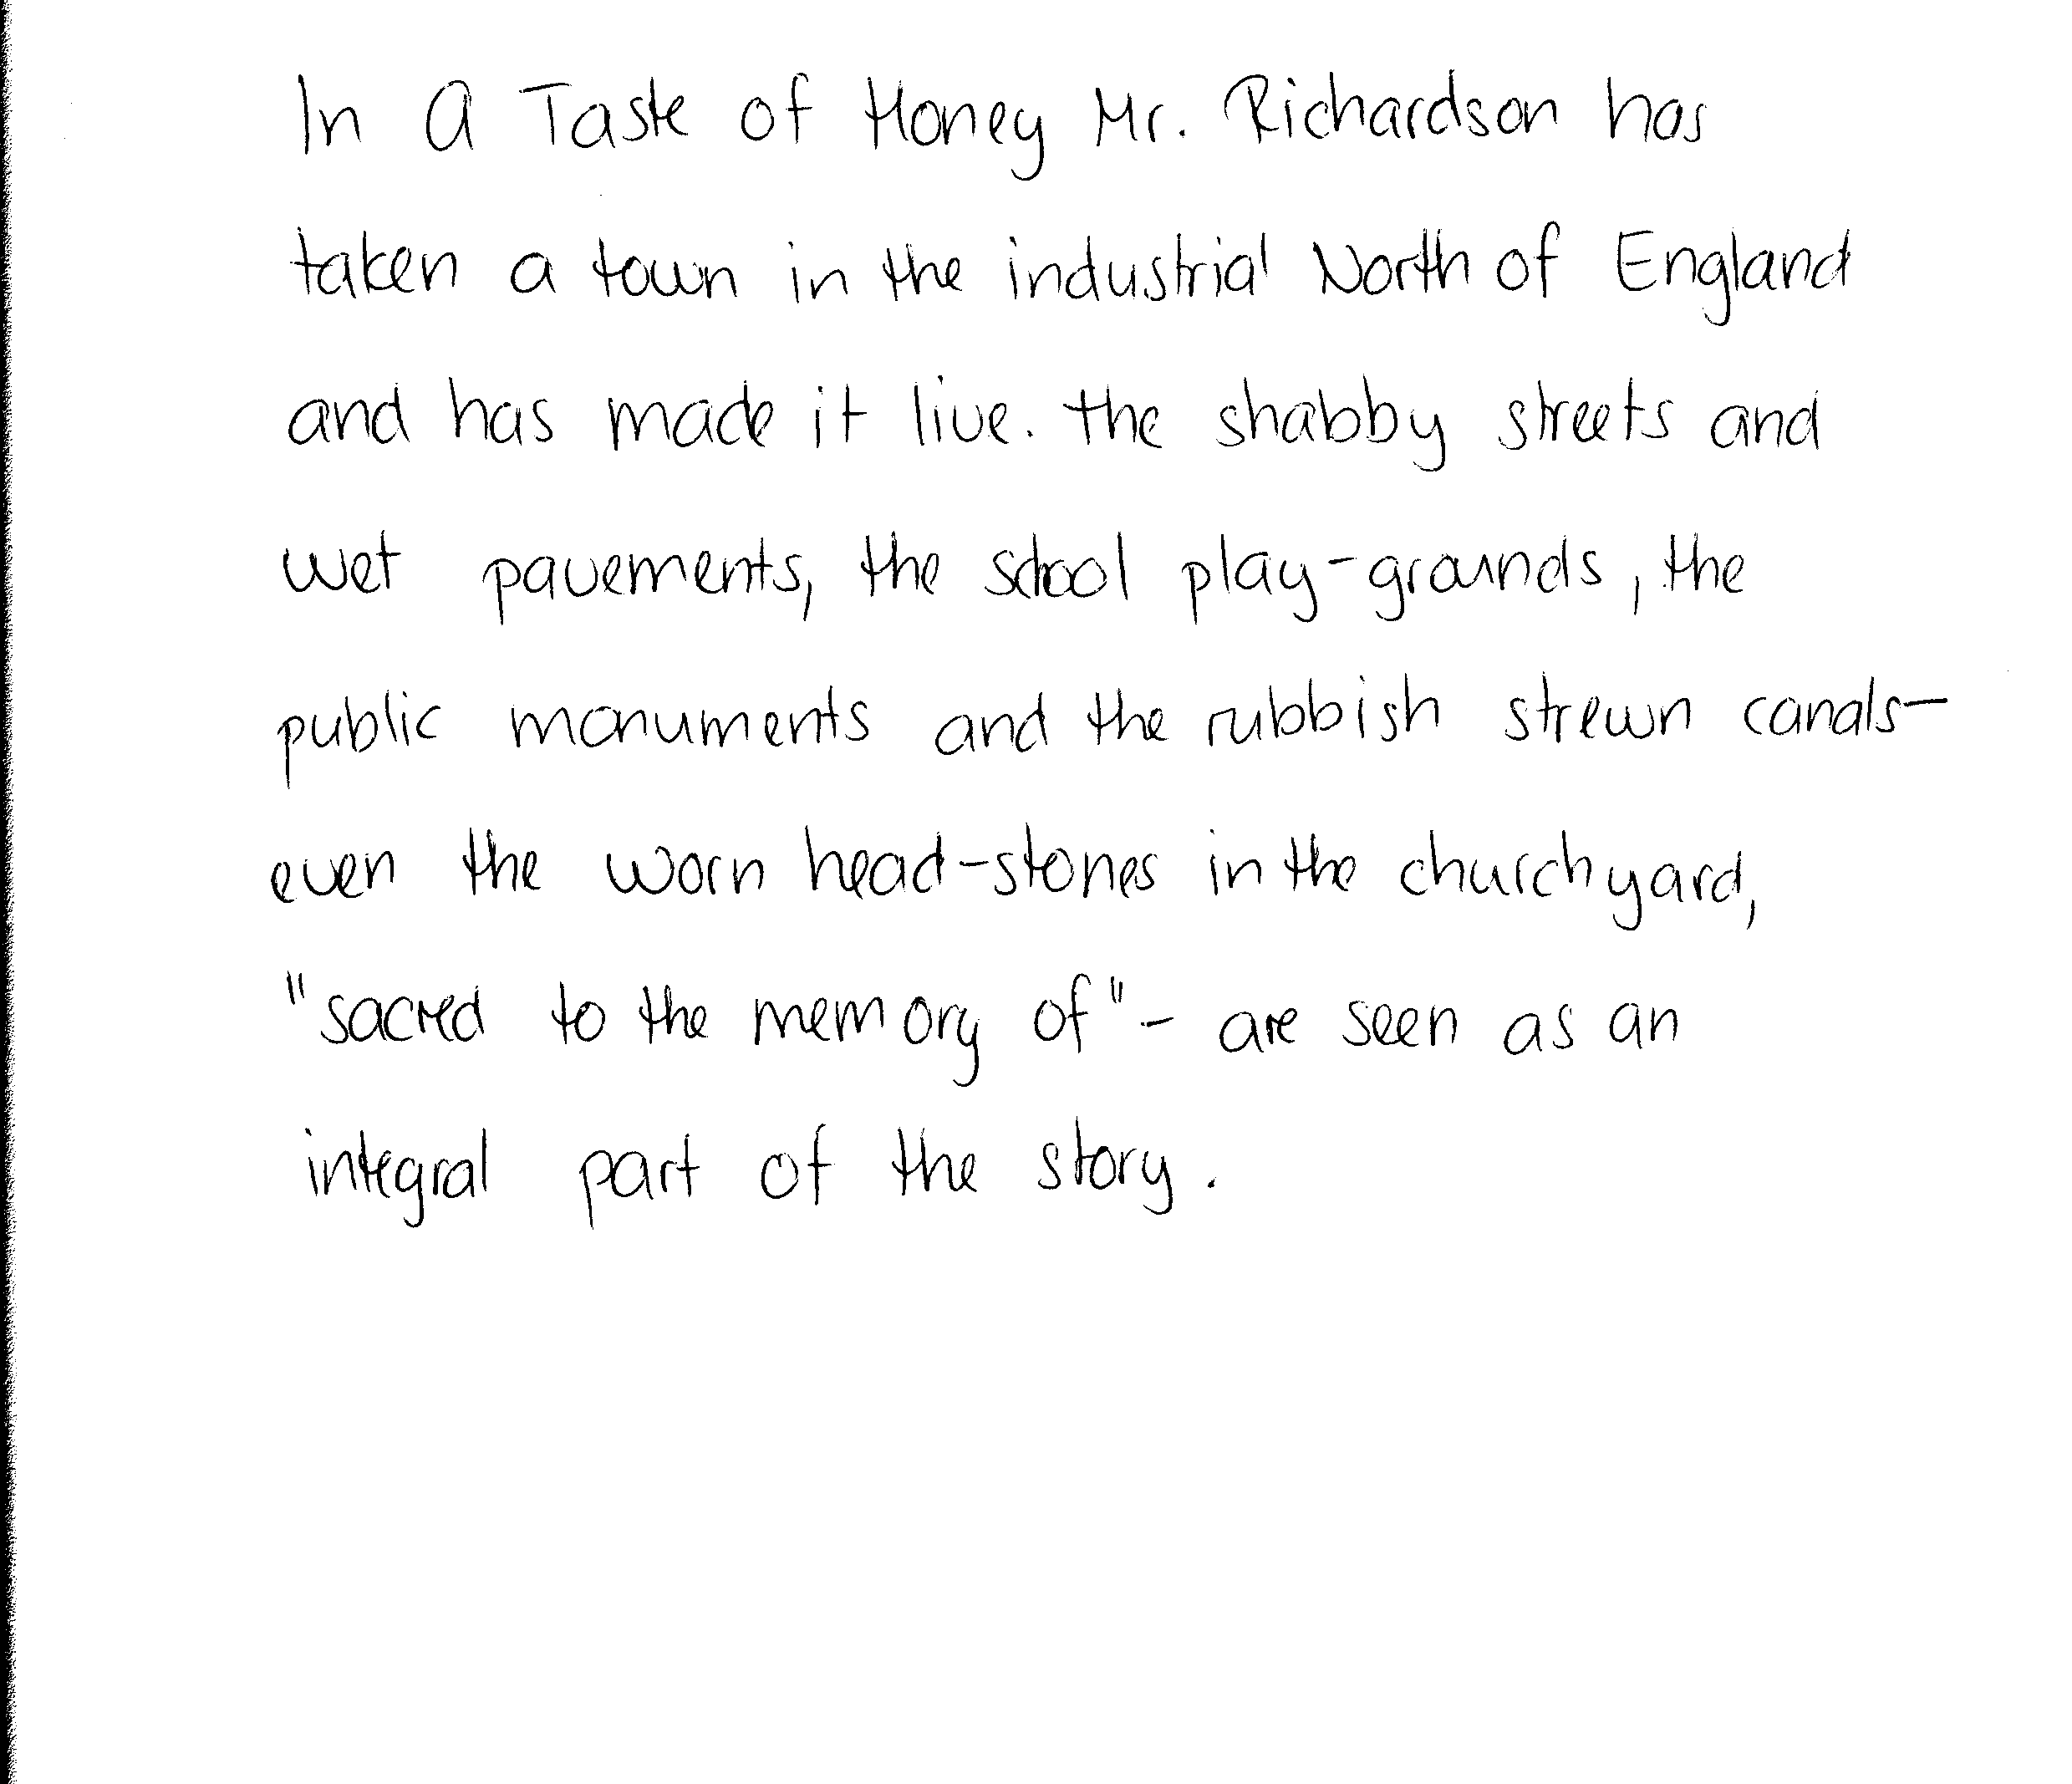 In A Taste of Honey Mr. Richardson has
taken a town in the industrial North of England
and has made it live. the shabby streets and
wet pavements, the school play-grounds, the
public monuments and the rubbish strewn canals-
even the worn head-stones in the churchyard,
"sacred to the memory of" - are seen as an
integral part of the story.